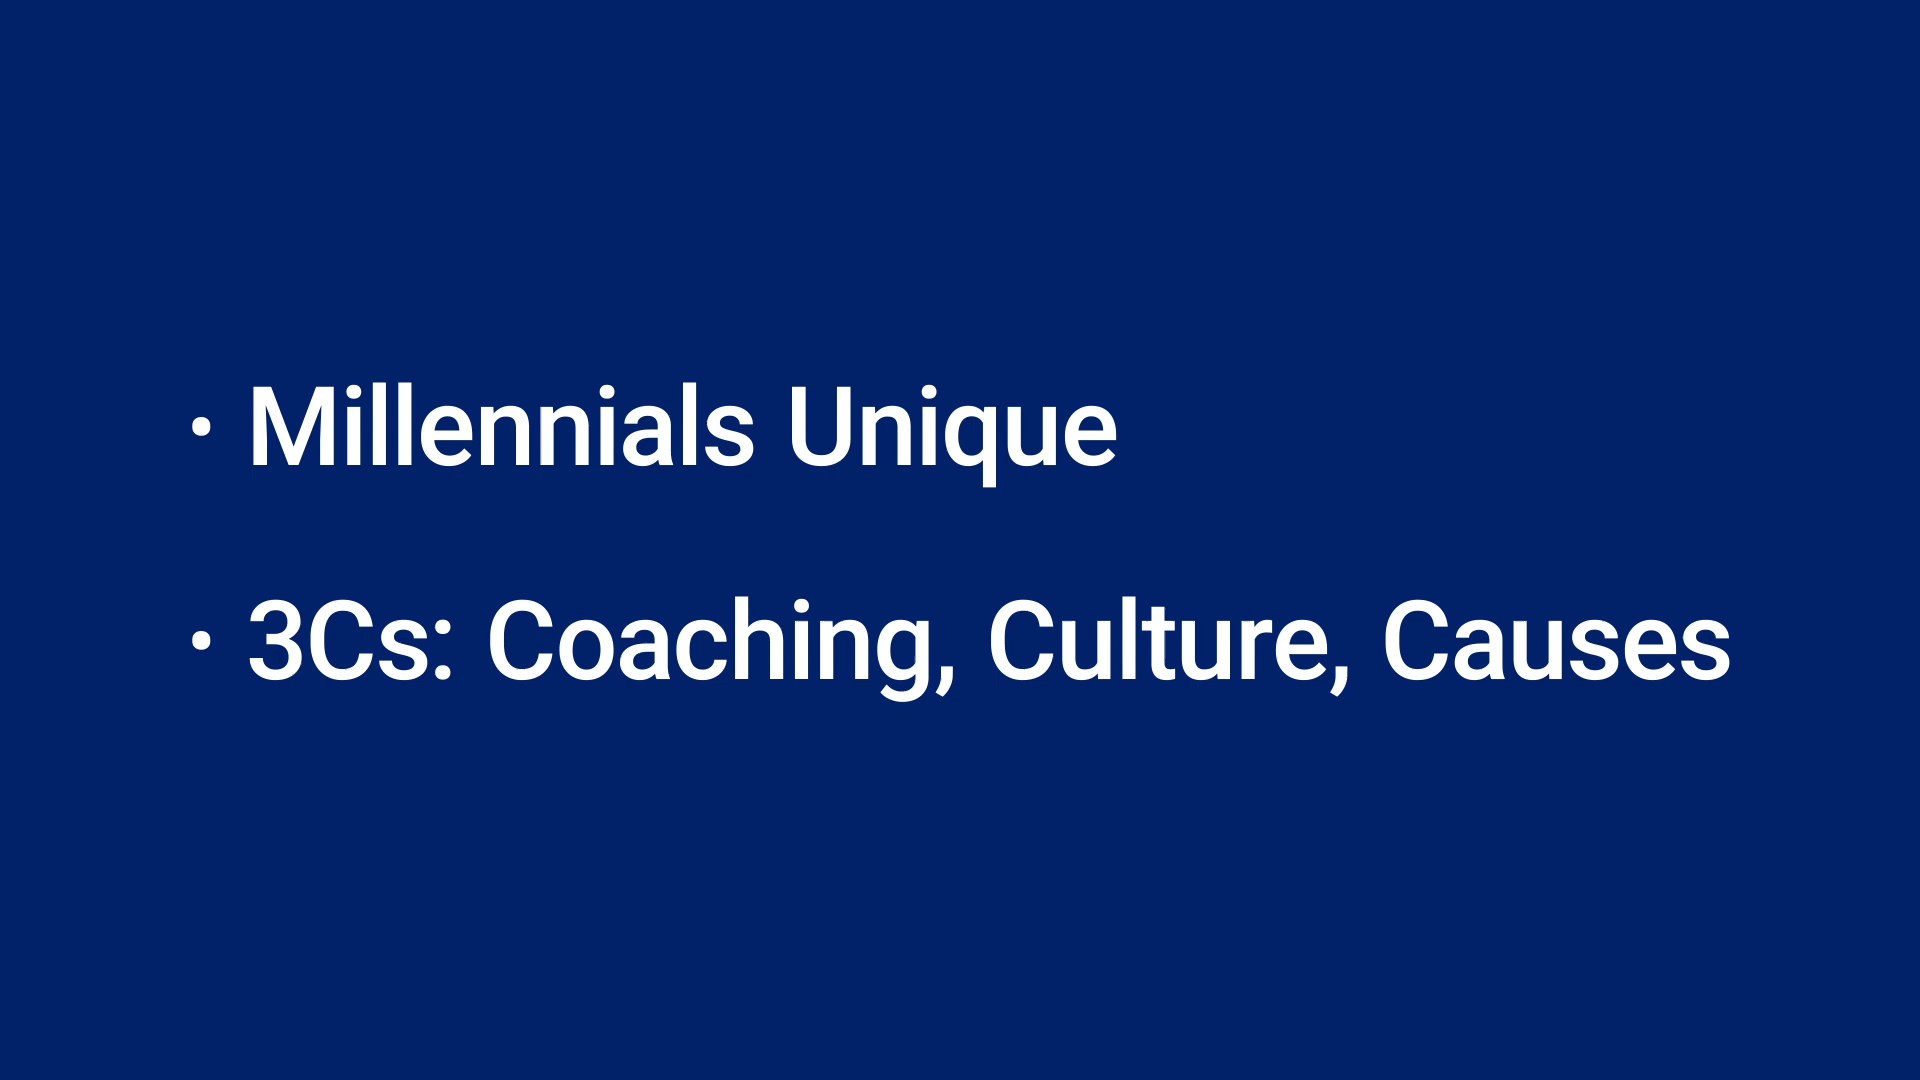 • Millennials Unique
• 3Cs: Coaching, Culture, Causes